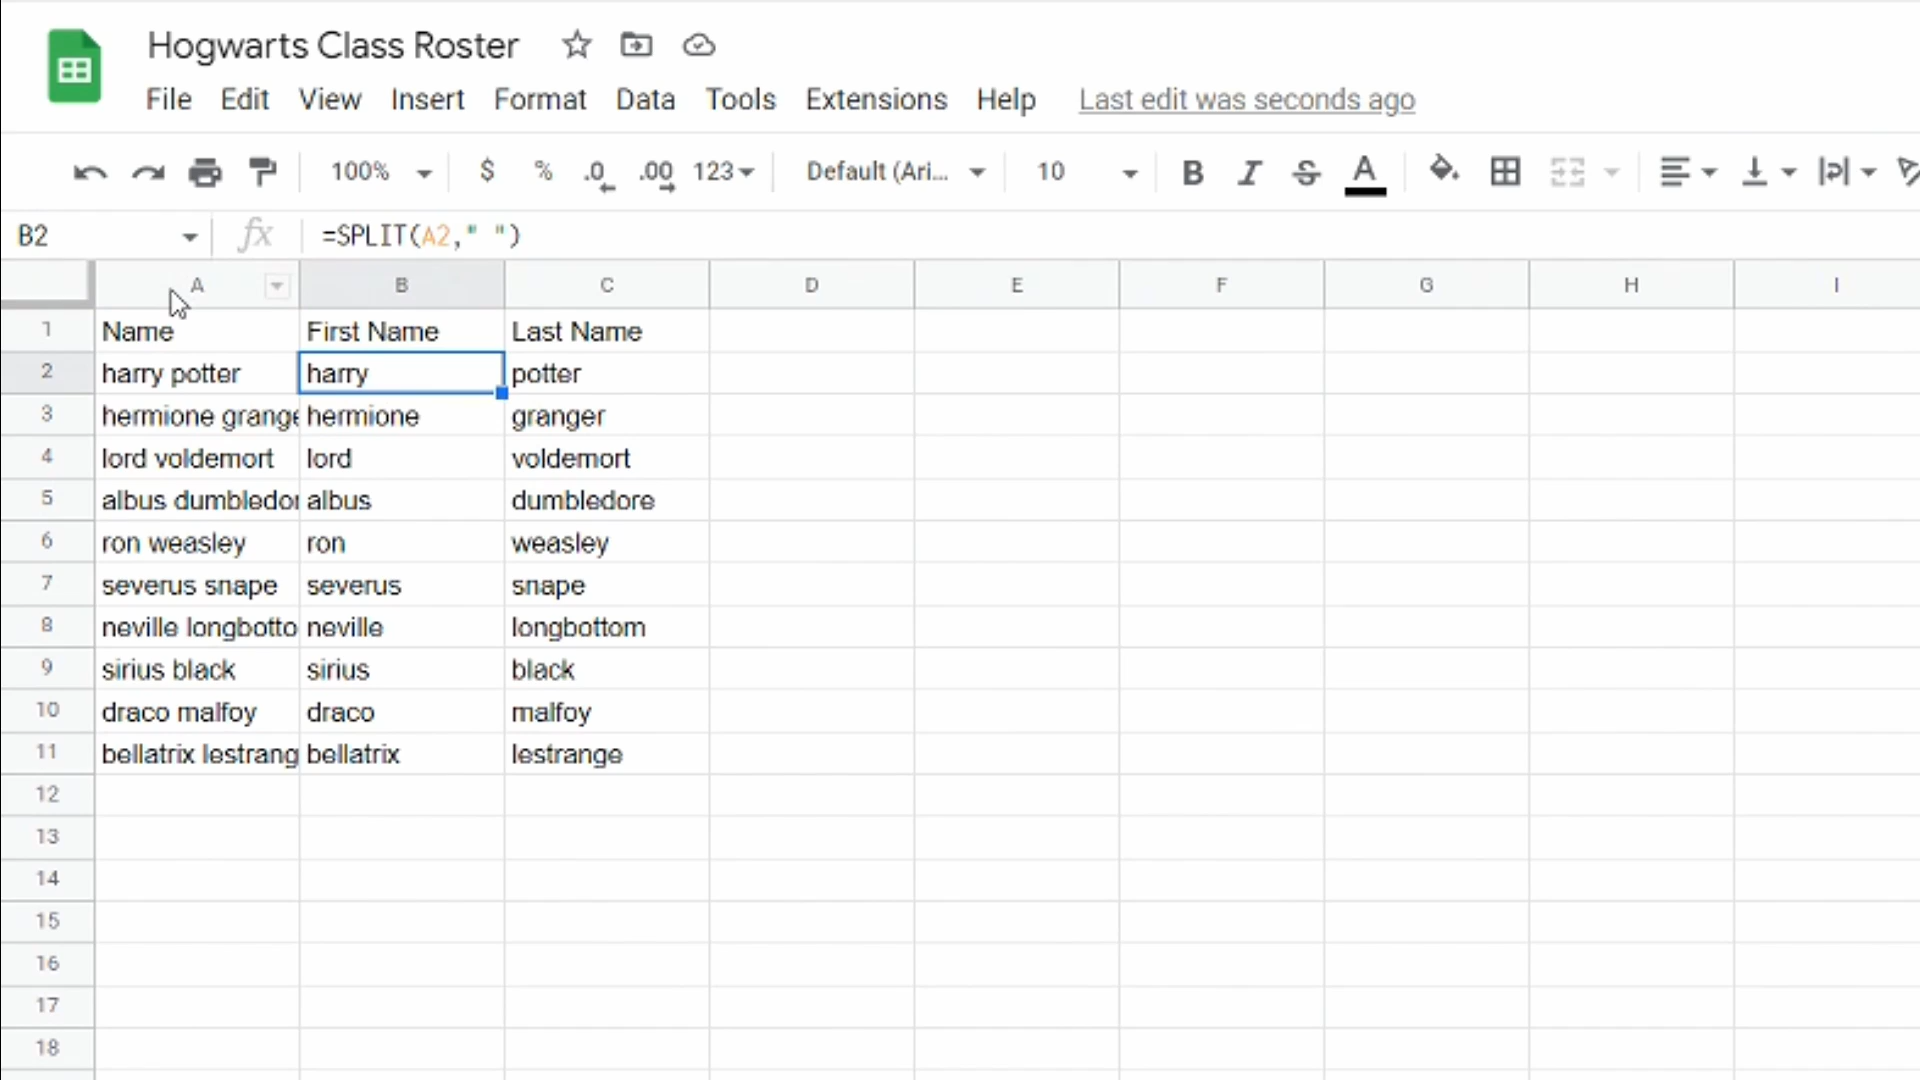 Hogwarts Class Roster
File Edit View Insert Format Data Tools Extensions Help Last edit was seconds ago
100% $ % .0 .00 123 Default (Ari... 10 B I S A
B2 fx =SPLIT(A2," ")
A B C D E F G H I
1 Name First Name Last Name
2 harry potter harry potter
3 hermione grange hermione granger
4 lord voldemort lord voldemort
5 albus dumbledor albus dumbledore
6 ron weasley ron weasley
7 severus snape severus snape
8 neville longbotto neville longbottom
9 sirius black sirius black
10 draco malfoy draco malfoy
11 bellatrix lestrang bellatrix lestrange
12
13
14
15
16
17
18